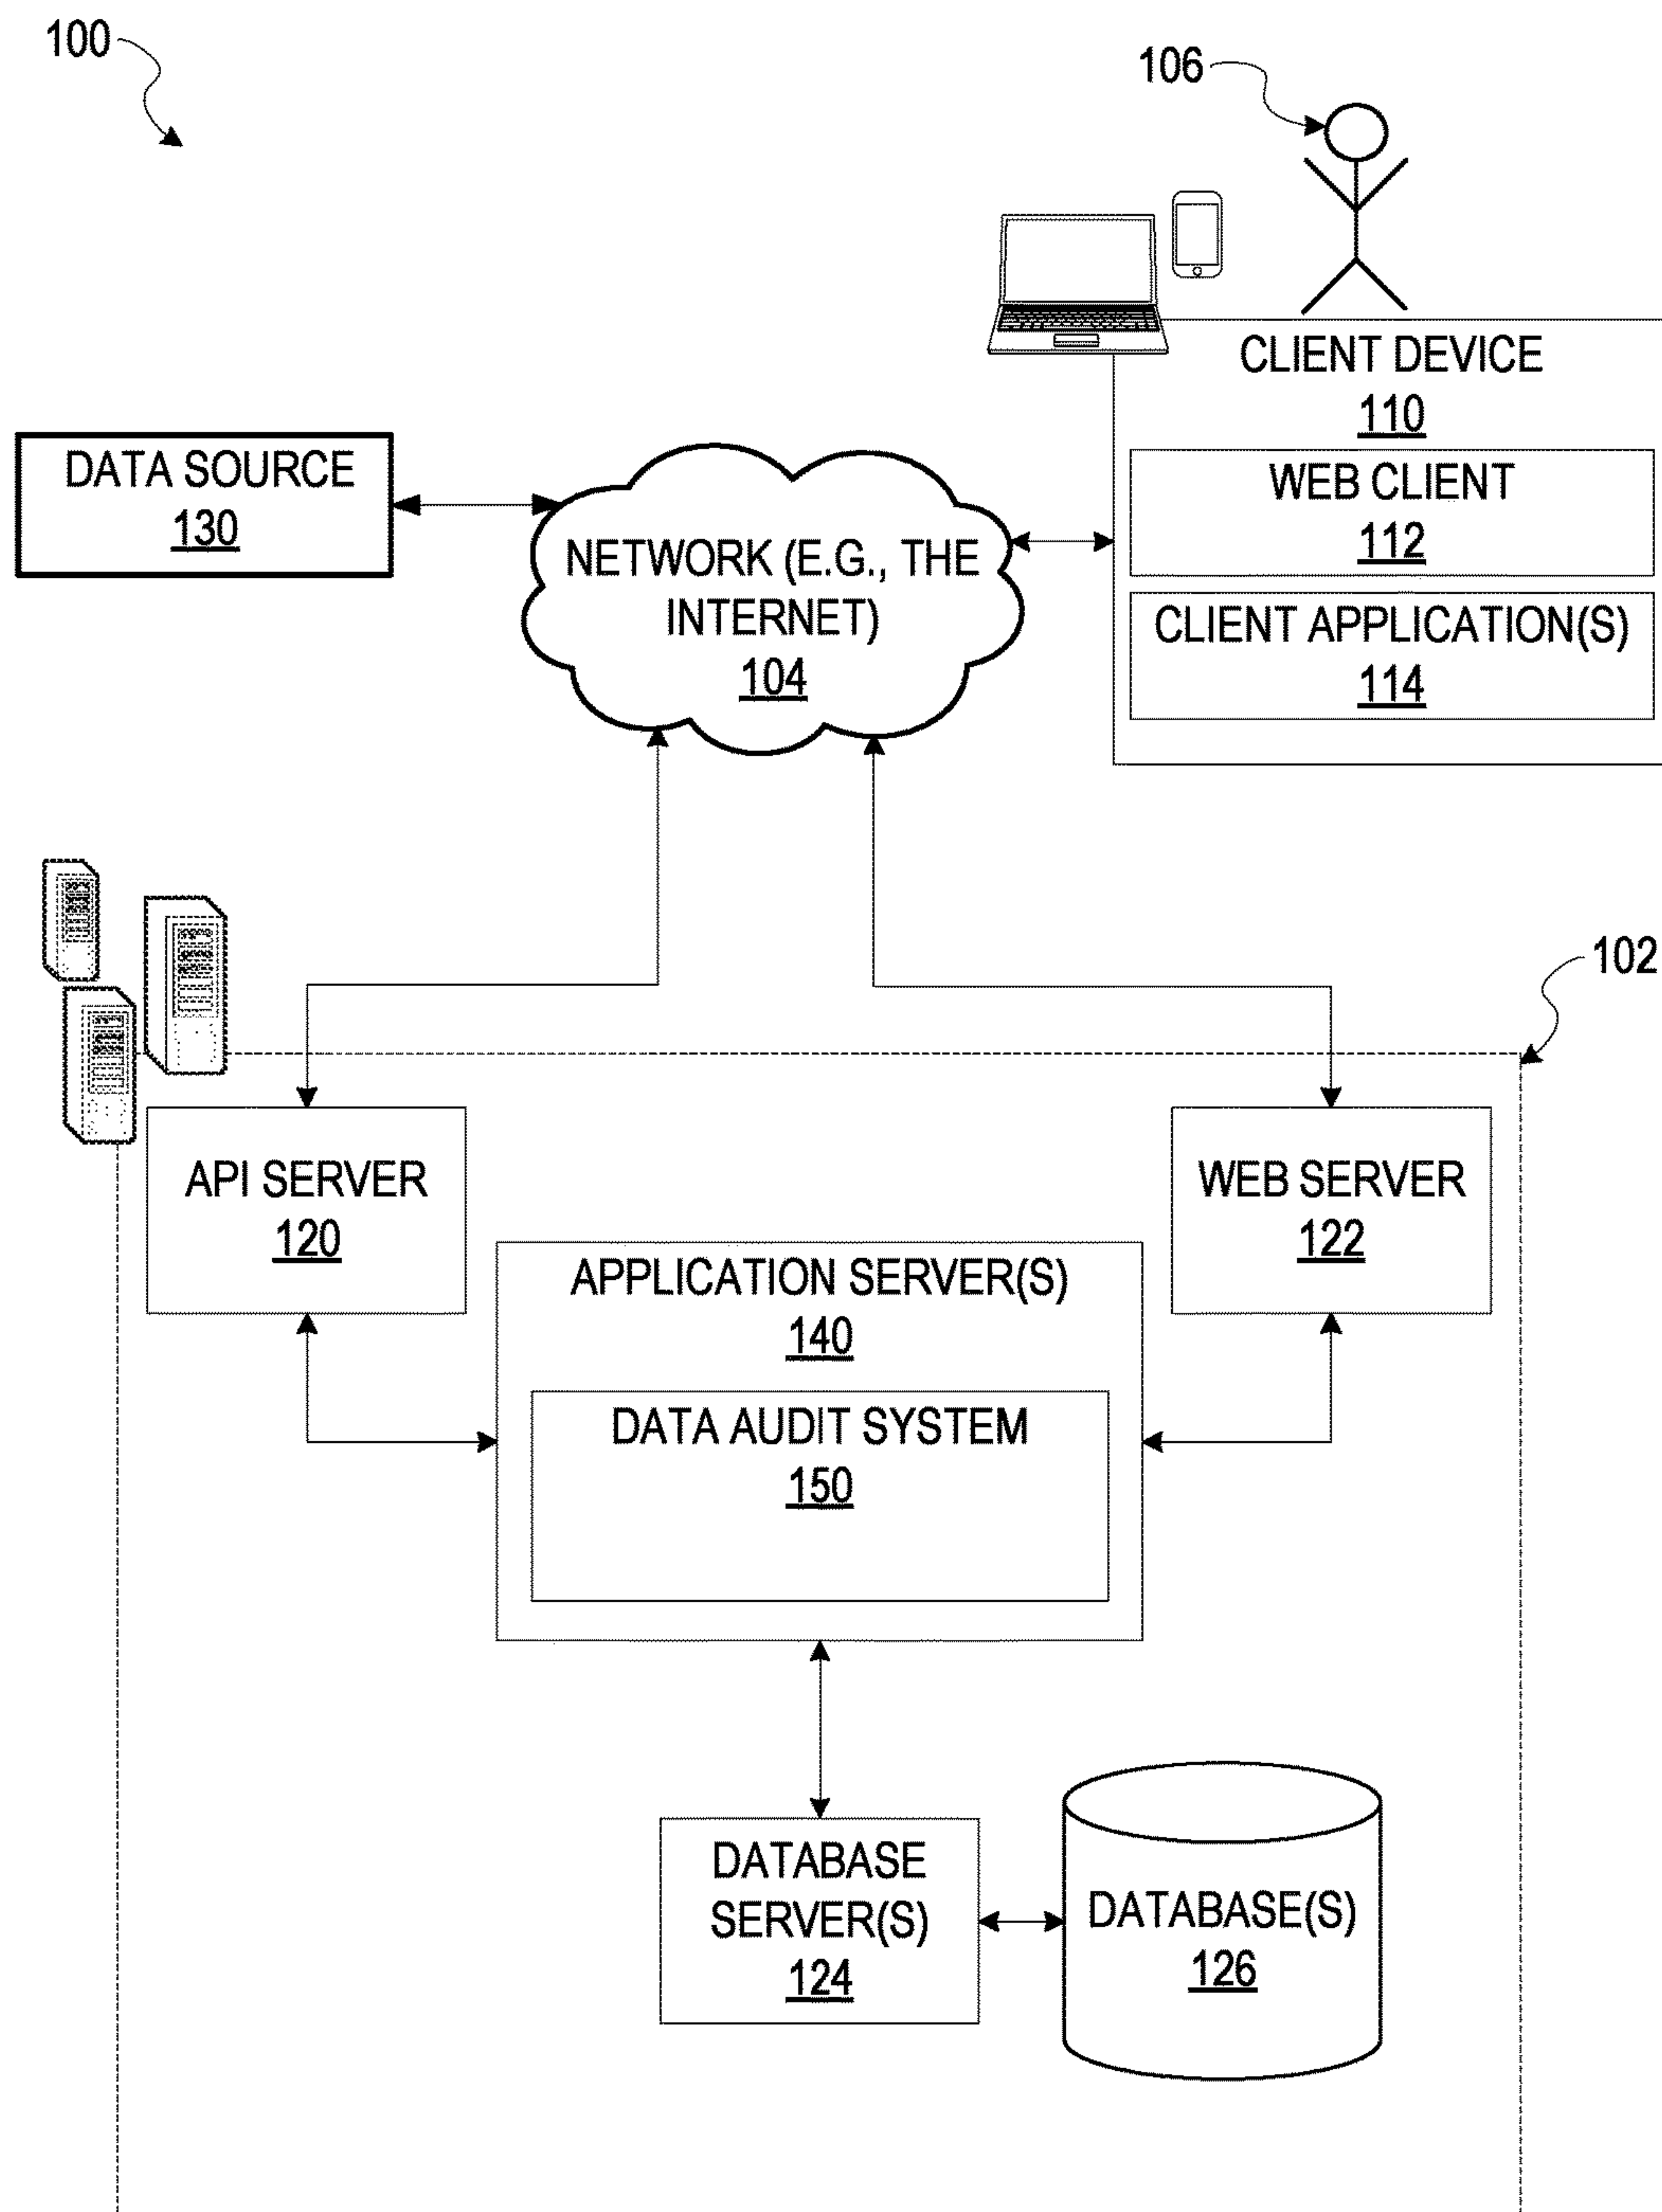 100
106
CLIENT DEVICE
110
DATA SOURCE
130
WEB CLIENT
112
NETWORK (E.G., THE
INTERNET)
104
CLIENT APPLICATION(S)
114
102
API SERVER
120
WEB SERVER
122
APPLICATION SERVER(S)
140
DATA AUDIT SYSTEM
150
DATABASE
SERVER(S)
124
DATABASE(S)
126